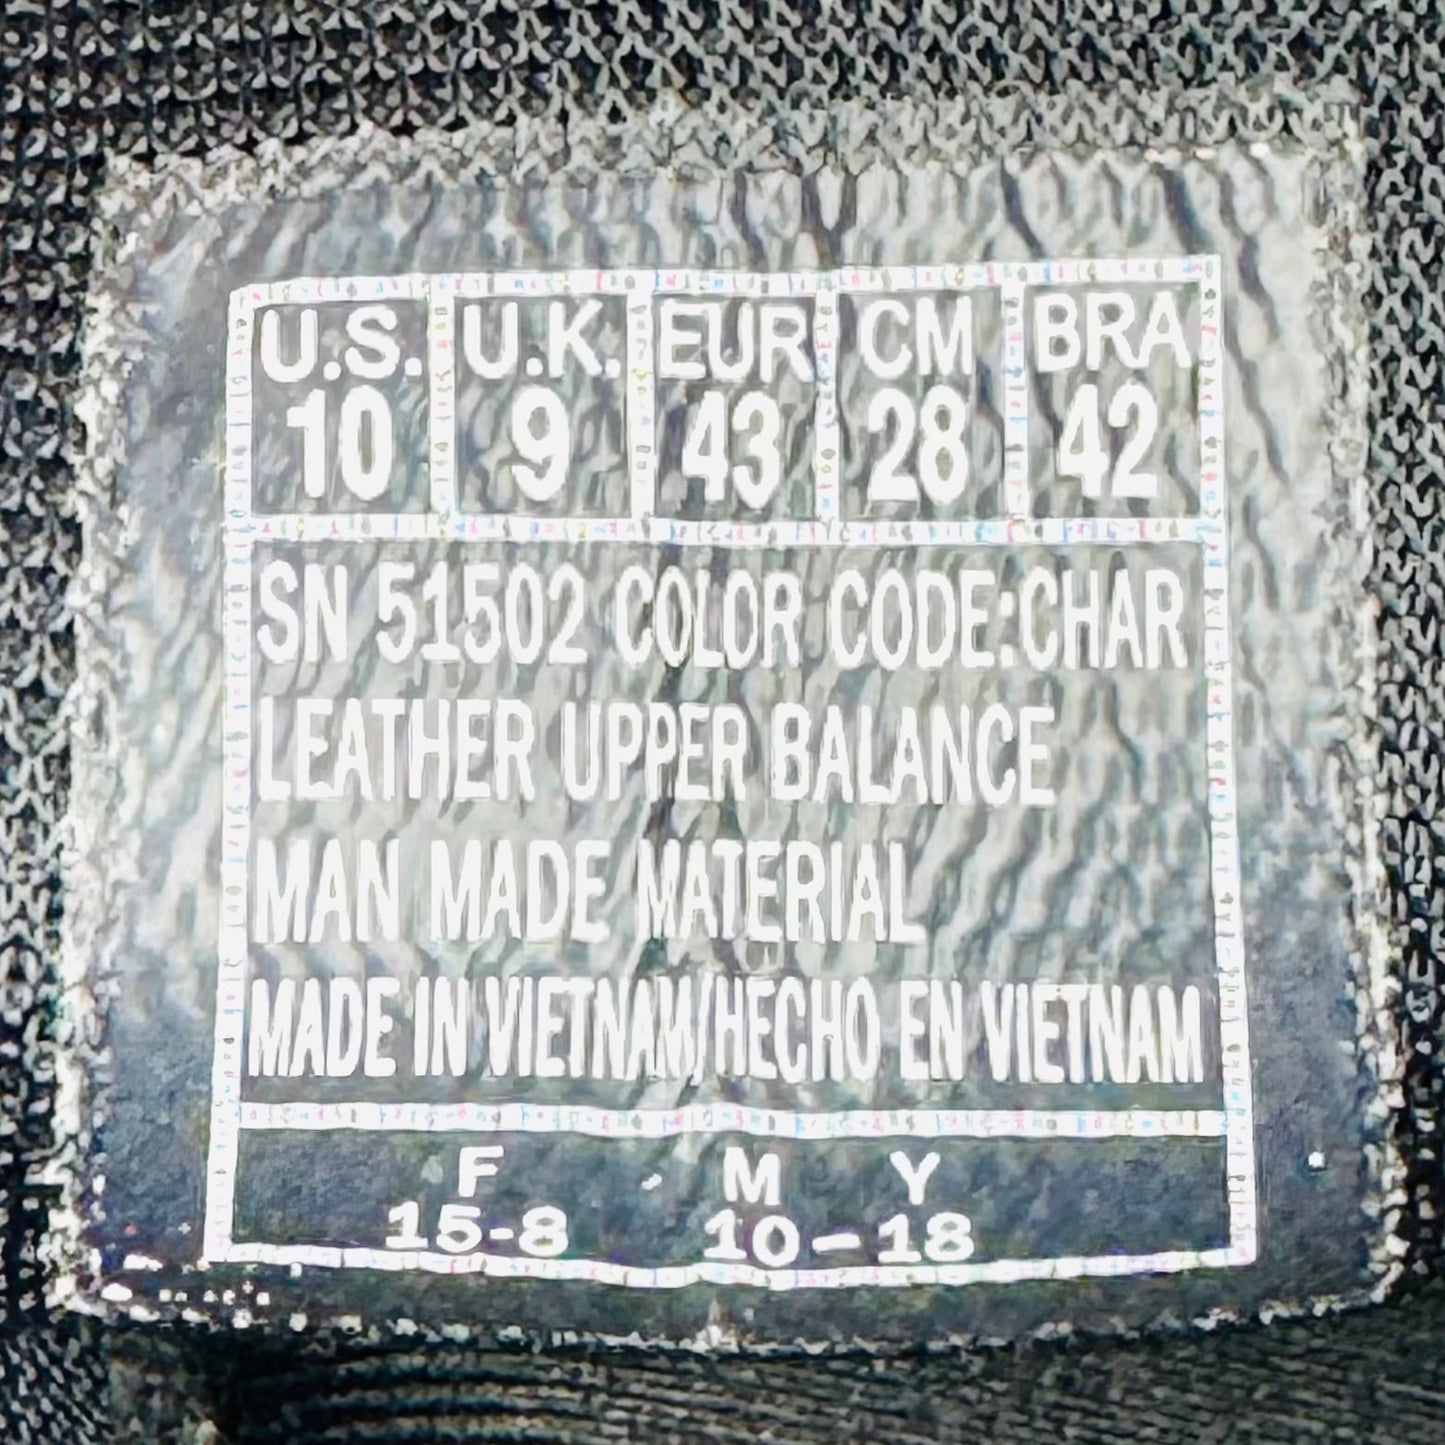 U.S. U.K. EUR CM BRA
10 9 43 28 42
SN 51502 COLOR CODE:CHAR
LEATHER UPPER BALANCE
MAN MADE MATERIAL
MADE IN VIETNAM/HECHO EN VIETNAM
F M Y
15-8 10-18